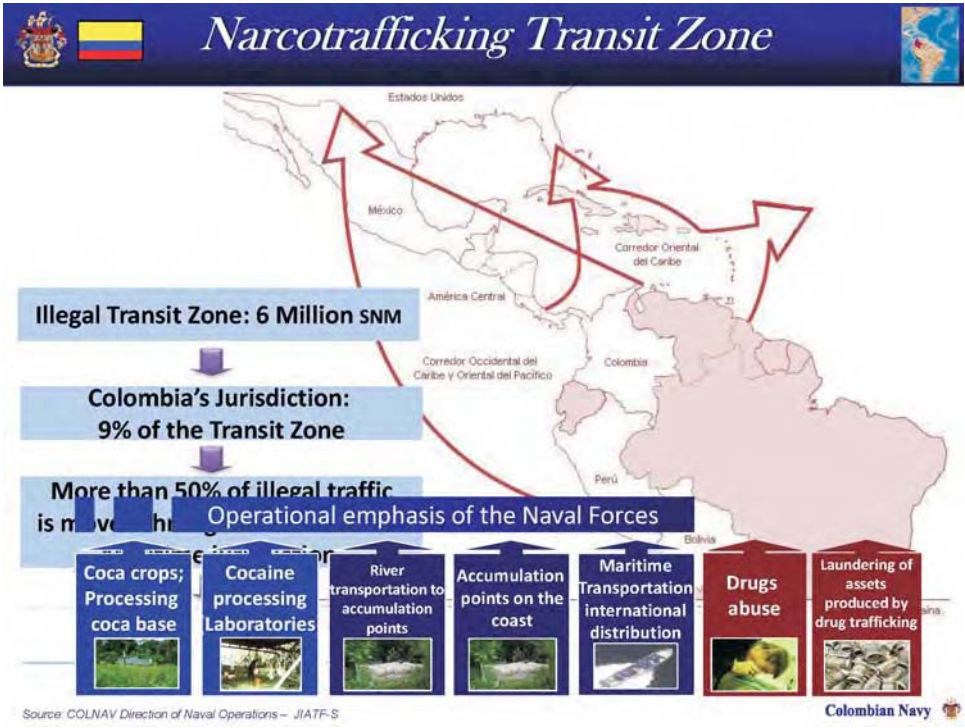 Narcotrafficking Transit Zone
Estados Unidos
México
Corredor Oriental
del Caribe
América Central
Illegal Transit Zone: 6 Million SNM
Corredor Occidental del
Caribe y Oriental del Pacífico
Colombia
Colombia's Jurisdiction:
9% of the Transit Zone
Perú
More than 50% of illegal traffic
is
Operational emphasis of the Naval Forces
Bolivia
Coca crops;
Processing
coca base
Cocaine
processing
Laboratories
River
transportation to
accumulation
points
Accumulation
points on the
coast
Maritime
Transportation
international
distribution
Drugs
abuse
Laundering of
assets
produced by
drug trafficking
Source: COLNAV Direction of Naval Operations – JIATF-S
Colombian Navy